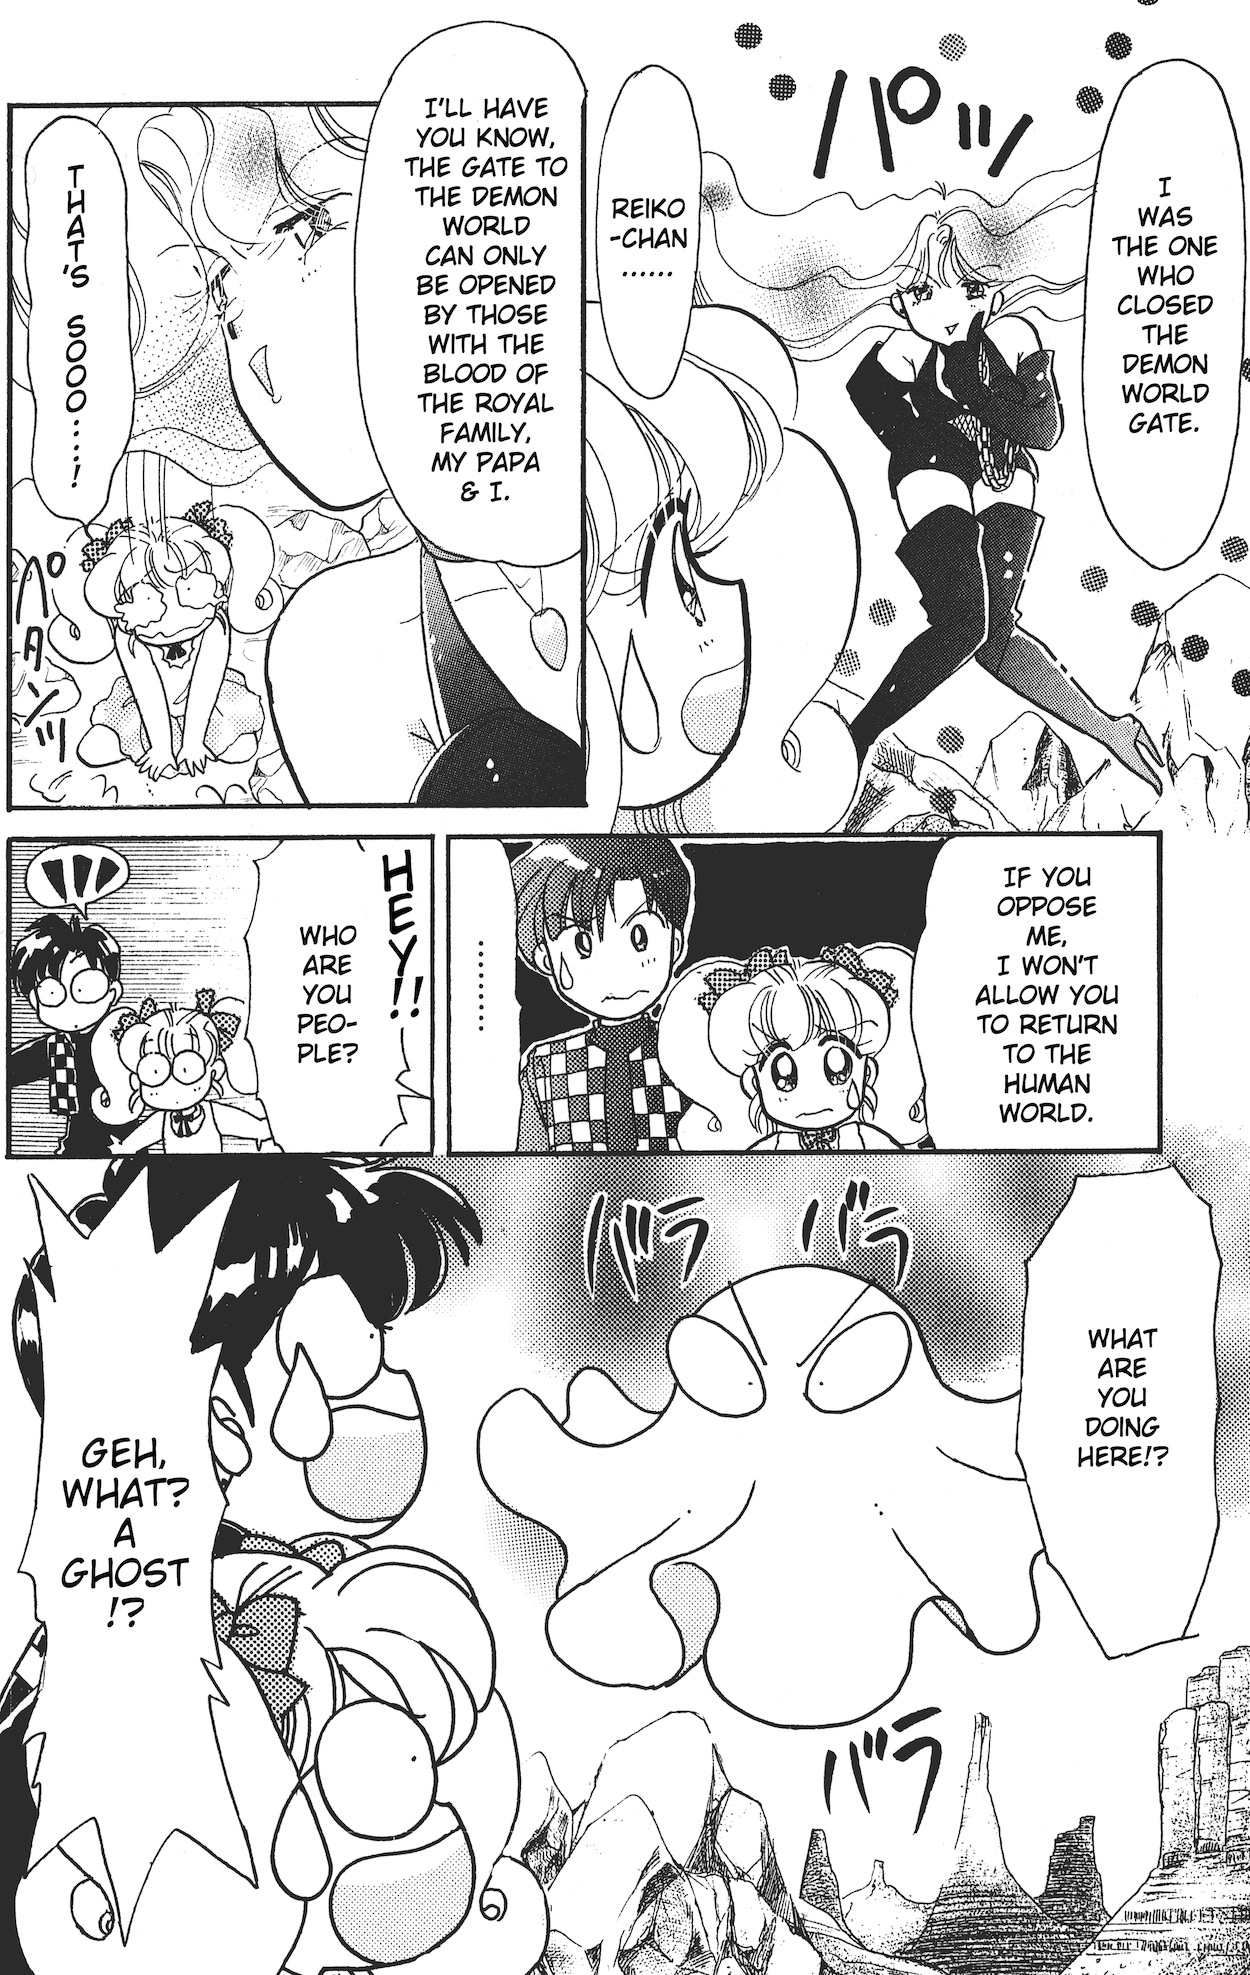 I
WAS
THE ONE
WHO
CLOSED
THE
DEMON
WORLD
GATE.
パッ
REIKO
-CHAN
......
I'LL HAVE
YOU KNOW,
THE GATE TO
THE DEMON
WORLD
CAN ONLY
BE OPENED
BY THOSE
WITH THE
BLOOD OF
THE ROYAL
FAMILY,
MY PAPA
& I.
THAT'S SOOO.....!
ペタンッ
IF YOU
OPPOSE
ME,
I WON'T
ALLOW YOU
TO RETURN
TO THE
HUMAN
WORLD.
........
HEY!!
WHO
ARE
YOU
PEO-
PLE?
!!!
WHAT
ARE
YOU
DOING
HERE!?
バラ
バラ
バラ
GEH,
WHAT?
A
GHOST
!?